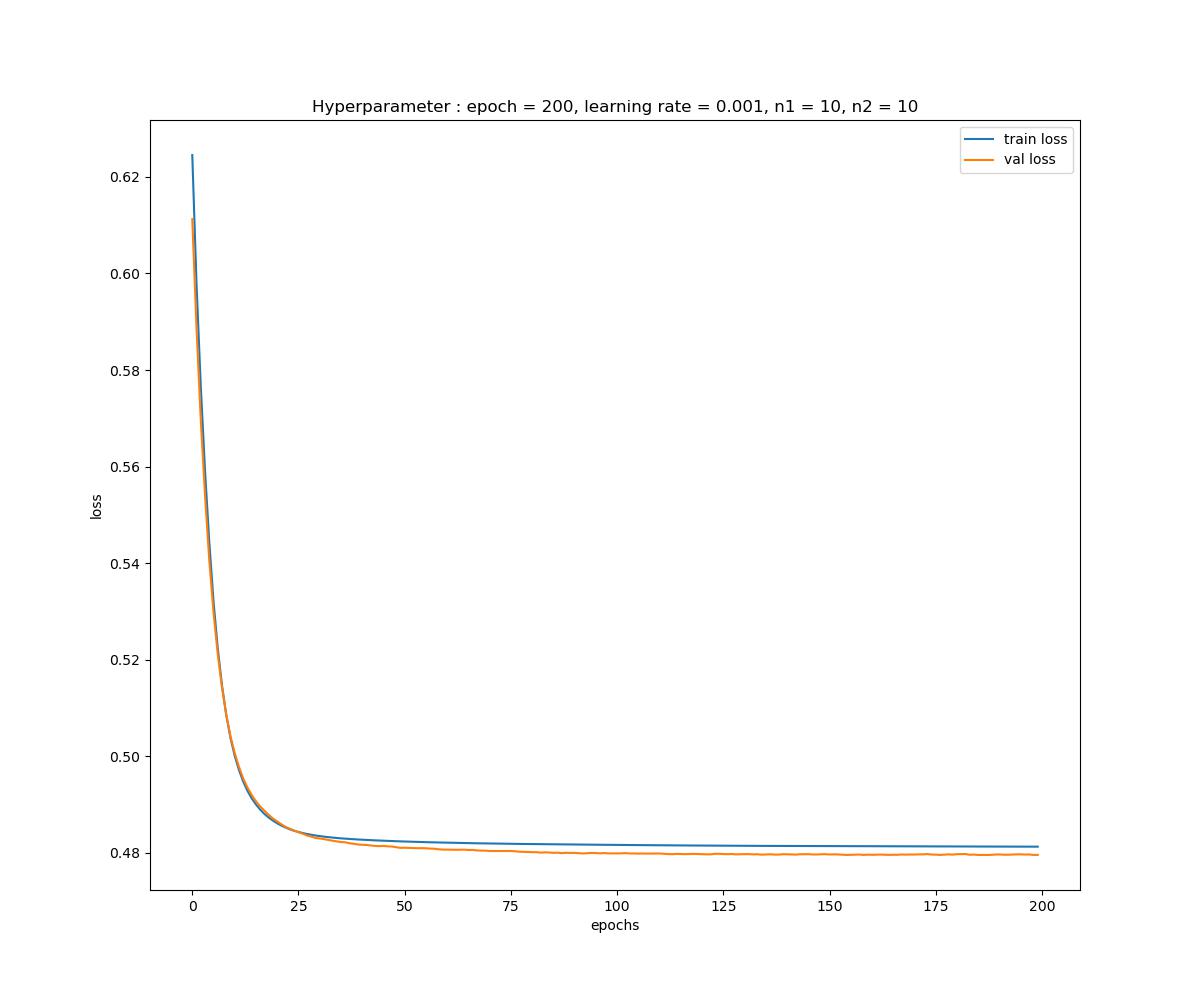 Hyperparameter : epoch = 200, learning rate = 0.001, n1 = 10, n2 = 10
train loss
val loss
0.62
0.60
0.58
0.56
0.54
0.52
0.50
0.48
loss
0 25 50 75 100 125 150 175 200
epochs